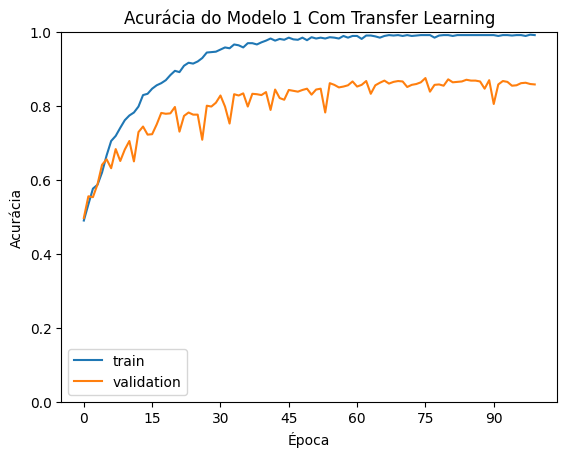 Acurácia do Modelo 1 Com Transfer Learning
Acurácia
1.0
0.8
0.6
0.4
0.2
0.0
train
validation
0 15 30 45 60 75 90
Época